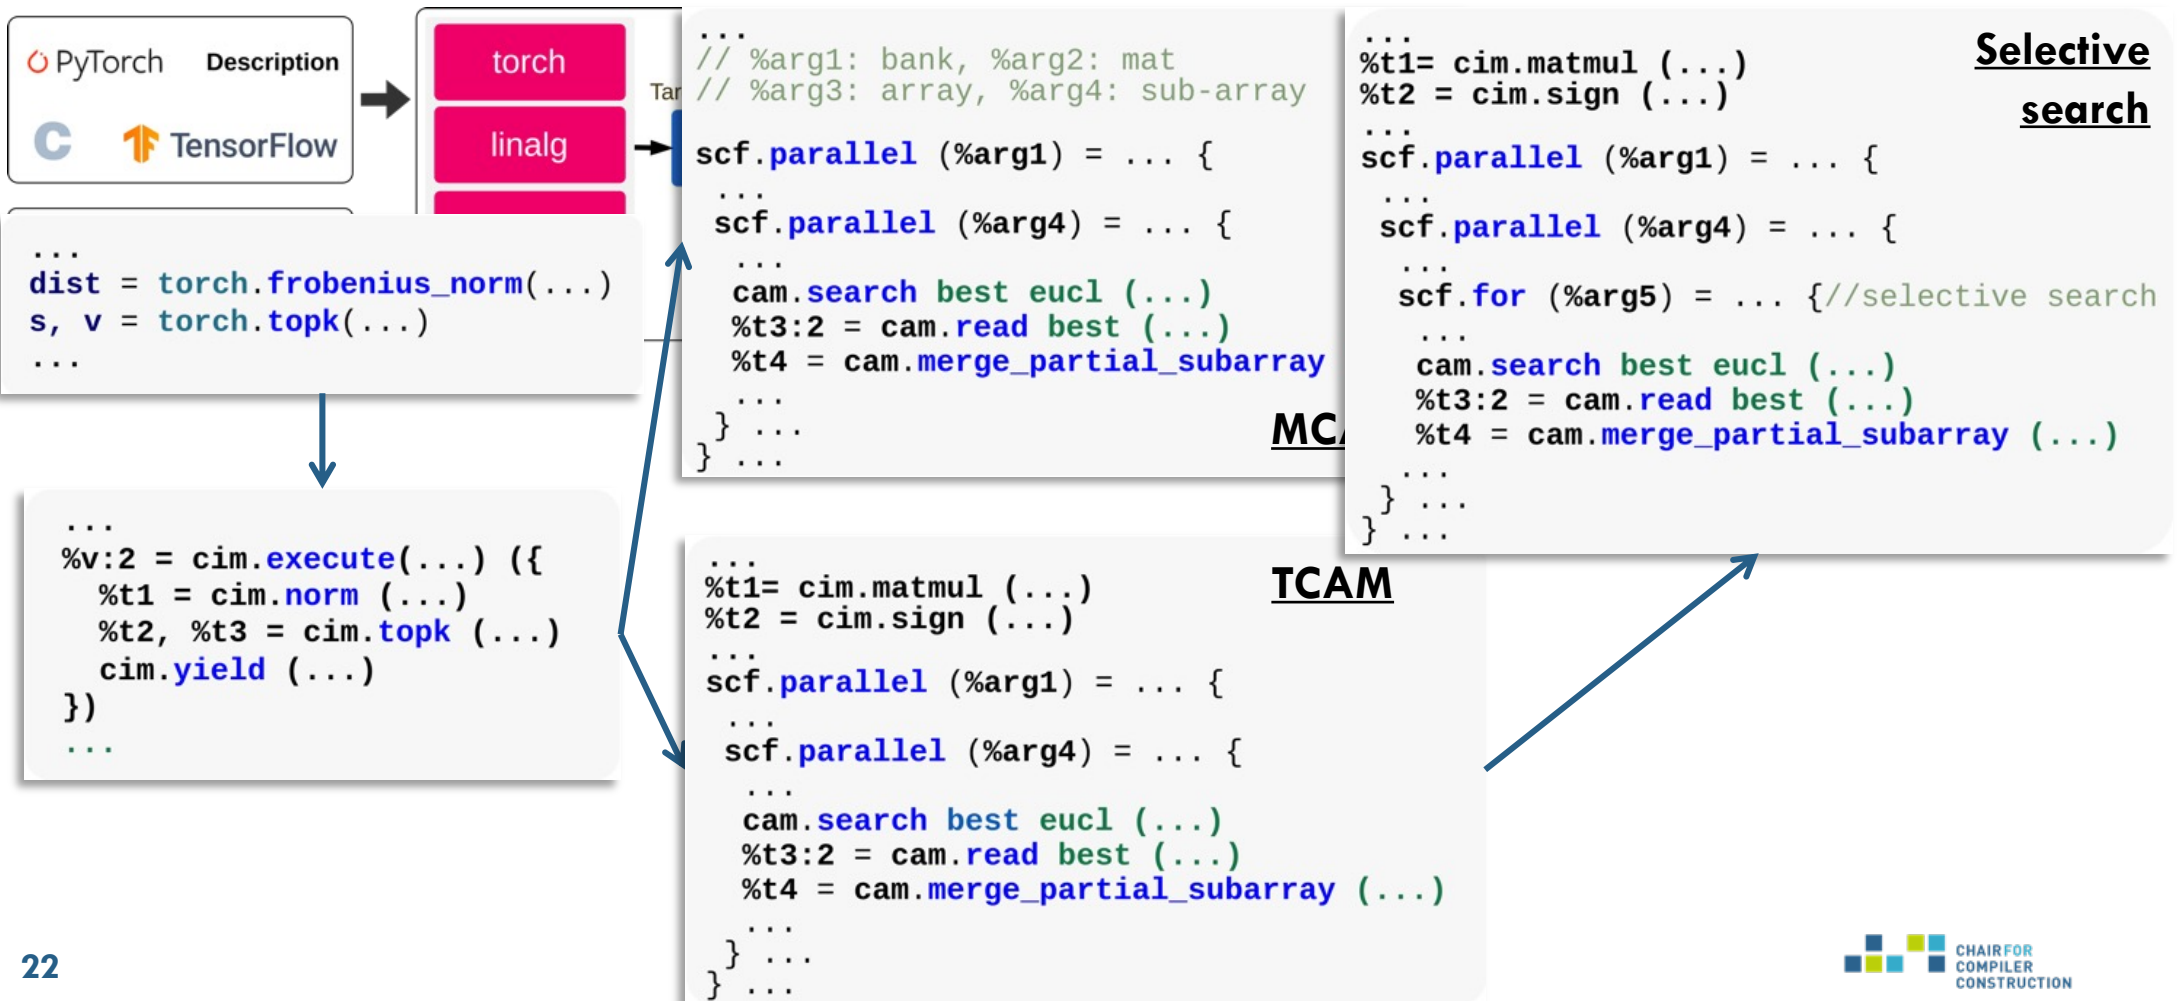 PyTorch Description
C TensorFlow
torch
linalg
...
dist = torch.frobenius_norm(...)
s, v = torch.topk(...)
...
...
%v:2 = cim.execute(...) ({
%t1 = cim.norm (...)
%t2, %t3 = cim.topk (...)
cim.yield (...)
})
...
...
// %arg1: bank, %arg2: mat
// %arg3: array, %arg4: sub-array
scf.parallel (%arg1) = ... {
...
scf.parallel (%arg4) = ... {
...
cam.search best eucl (...)
%t3:2 = cam.read best (...)
%t4 = cam.merge_partial_subarray
...
} ...
} ...
TCAM
...
%t1= cim.matmul (...)
%t2 = cim.sign (...)
...
scf.parallel (%arg1) = ... {
...
scf.parallel (%arg4) = ... {
...
cam.search best eucl (...)
%t3:2 = cam.read best (...)
%t4 = cam.merge_partial_subarray (...)
...
} ...
} ...
Selective
search
...
%t1= cim.matmul (...)
%t2 = cim.sign (...)
...
scf.parallel (%arg1) = ... {
...
scf.parallel (%arg4) = ... {
...
scf.for (%arg5) = ... {//selective search
...
cam.search best eucl (...)
%t3:2 = cam.read best (...)
%t4 = cam.merge_partial_subarray (...)
...
} ...
} ...
22
CHAIR FOR
COMPILER
CONSTRUCTION